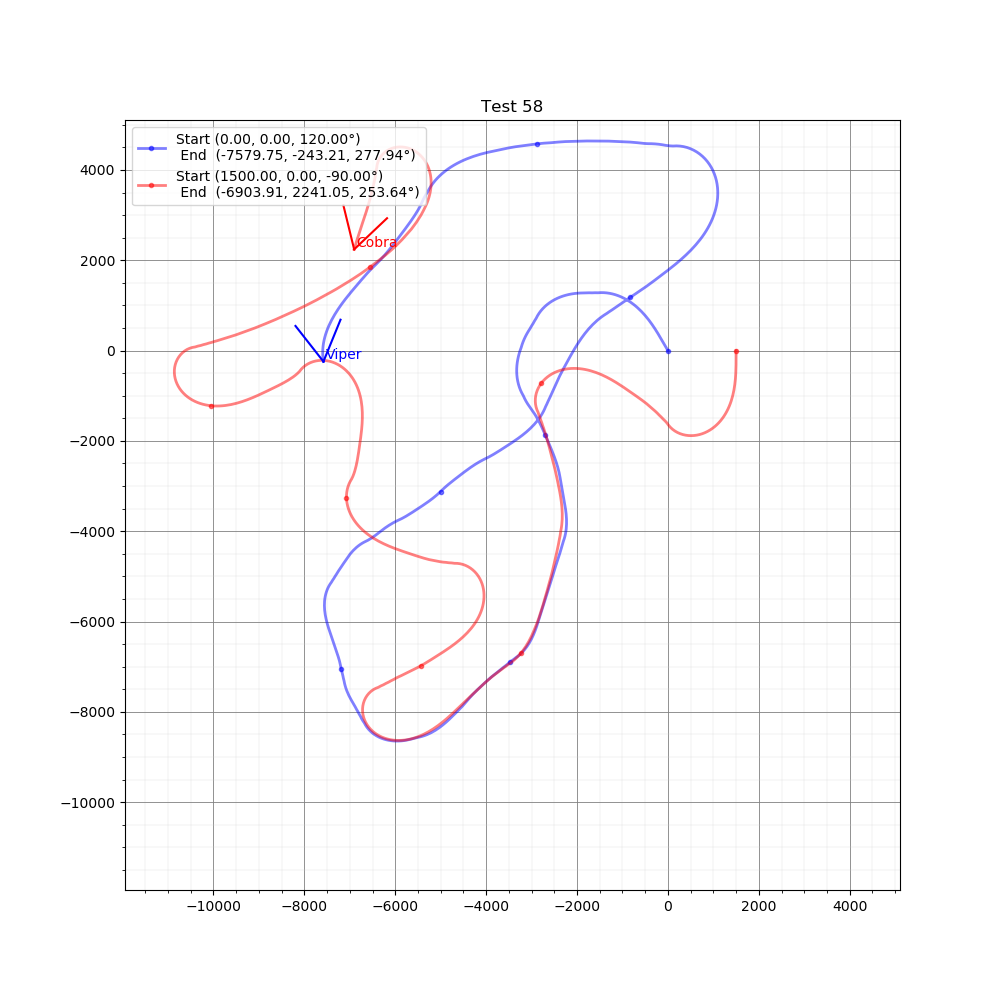 Test 58
Start (0.00, 0.00, 120.00°)
End (-7579.75, -243.21, 277.94°)
Start (1500.00, 0.00, -90.00°)
End (-6903.91, 2241.05, 253.64°)
4000
2000
0
−2000
−4000
−6000
−8000
−10000
Cobra
Viper
−10000 −8000 −6000 −4000 −2000 0 2000 4000